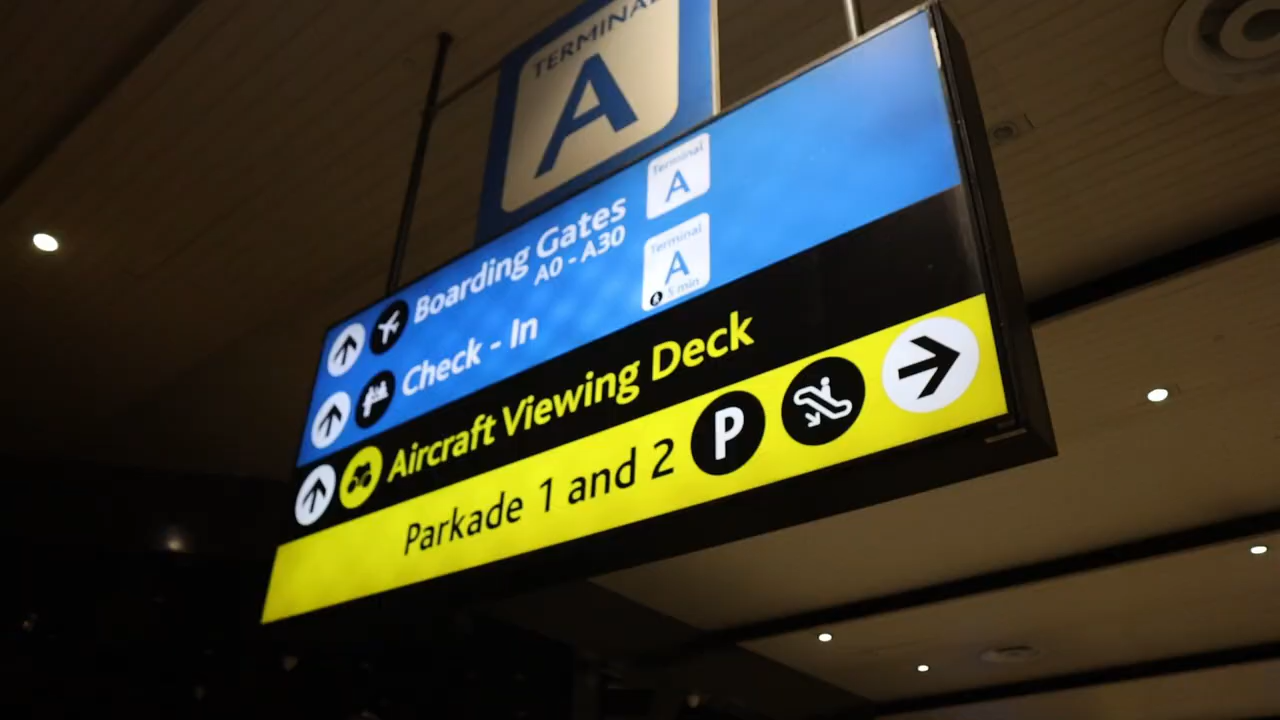 TERMINAL
A
Boarding Gates
A0 - A30
Terminal
A
Check - In
Terminal
A
5 min
Aircraft Viewing Deck
Parkade 1 and 2 P